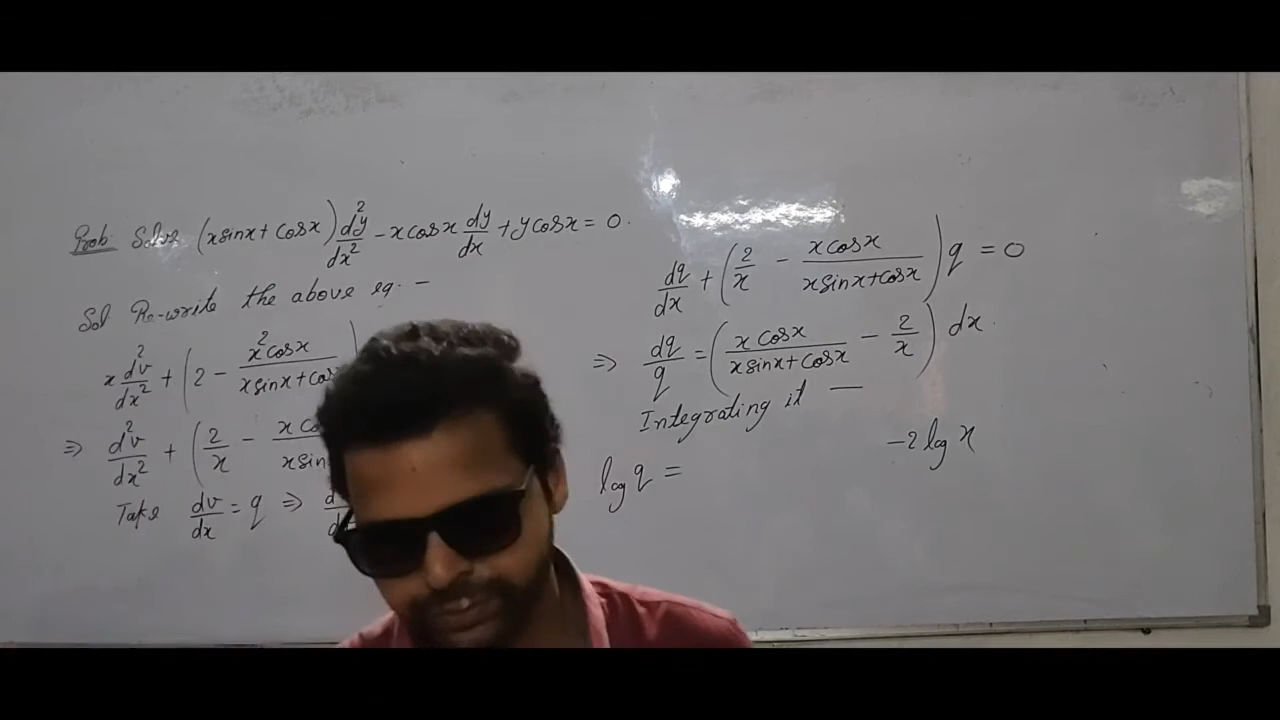 Prob. Solve (x sinx + cosx) d²y/dx² - x cosx dy/dx + y cosx = 0.
Sol Re-write the above eq. —
x d²v/dx² + (2 - x² cosx / x sinx + cos
⇒ d²v/dx² + (2/x - x co / x sin
Take dv/dx = q ⇒ d
dq/dx + (2/x - x cosx / x sinx + cosx) q = 0
⇒ dq/q = (x cosx / x sinx + cosx - 2/x) dx.
Integrating it —
log q = -2 log x